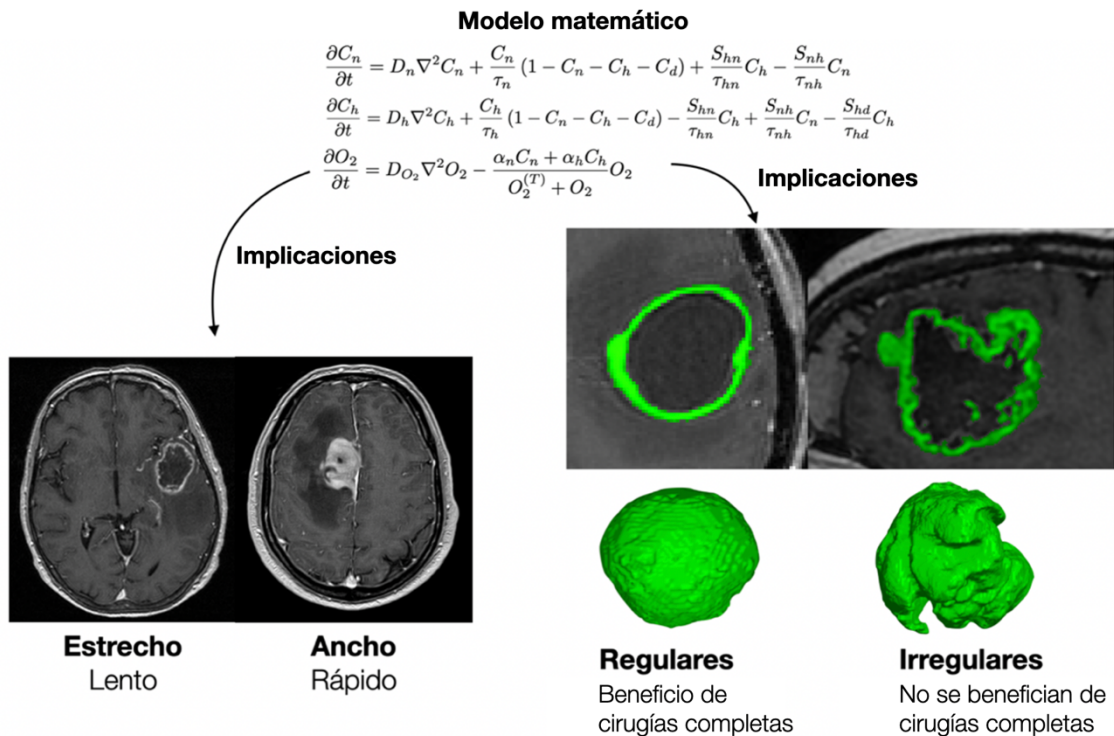 Modelo matemático
∂C_n/∂t = D_n∇²C_n + C_n/τ_n (1 − C_n − C_h − C_d) + S_hn/τ_hn C_h − S_nh/τ_nh C_n
∂C_h/∂t = D_h∇²C_h + C_h/τ_h (1 − C_n − C_h − C_d) − S_hn/τ_hn C_h + S_nh/τ_nh C_n − S_hd/τ_hd C_h
∂O_2/∂t = D_{O_2}∇²O_2 − (α_nC_n + α_hC_h)/(O_2^{(T)} + O_2) O_2
Implicaciones
Implicaciones
Estrecho
Lento
Ancho
Rápido
Regulares
Beneficio de
cirugías completas
Irregulares
No se benefician de
cirugías completas